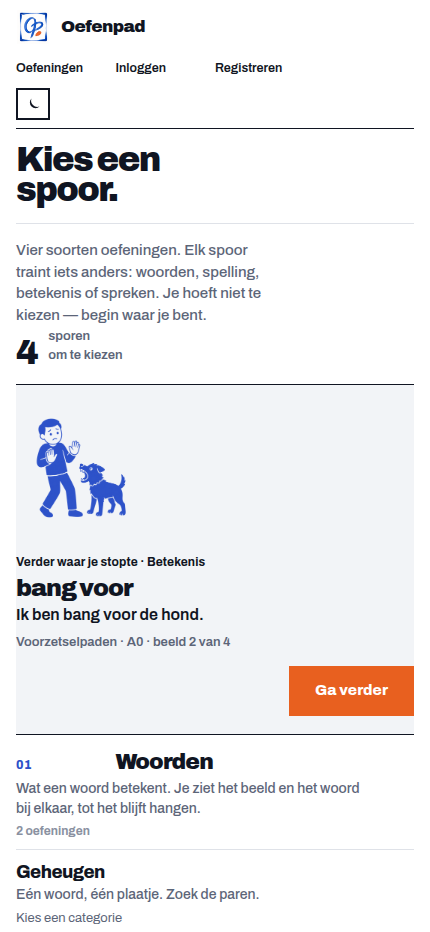 Oefenpad
Oefeningen Inloggen Registreren
Kies een
spoor.
Vier soorten oefeningen. Elk spoor
traint iets anders: woorden, spelling,
betekenis of spreken. Je hoeft niet te
kiezen — begin waar je bent.
4 sporen
om te kiezen
Verder waar je stopte · Betekenis
bang voor
Ik ben bang voor de hond.
Voorzetselpaden · A0 · beeld 2 van 4
Ga verder
01 Woorden
Wat een woord betekent. Je ziet het beeld en het woord
bij elkaar, tot het blijft hangen.
2 oefeningen
Geheugen
Eén woord, één plaatje. Zoek de paren.
Kies een categorie